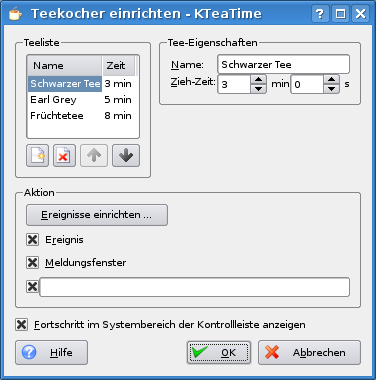 Teekocher einrichten - KTeaTime
Teeliste
Name Zeit
Schwarzer Tee 3 min
Earl Grey 5 min
Früchtetee 8 min
Tee-Eigenschaften
Name: Schwarzer Tee
Zieh-Zeit: 3 min 0 s
Aktion
Ereignisse einrichten ...
Ereignis
Meldungsfenster
Fortschritt im Systembereich der Kontrollleiste anzeigen
Hilfe OK Abbrechen